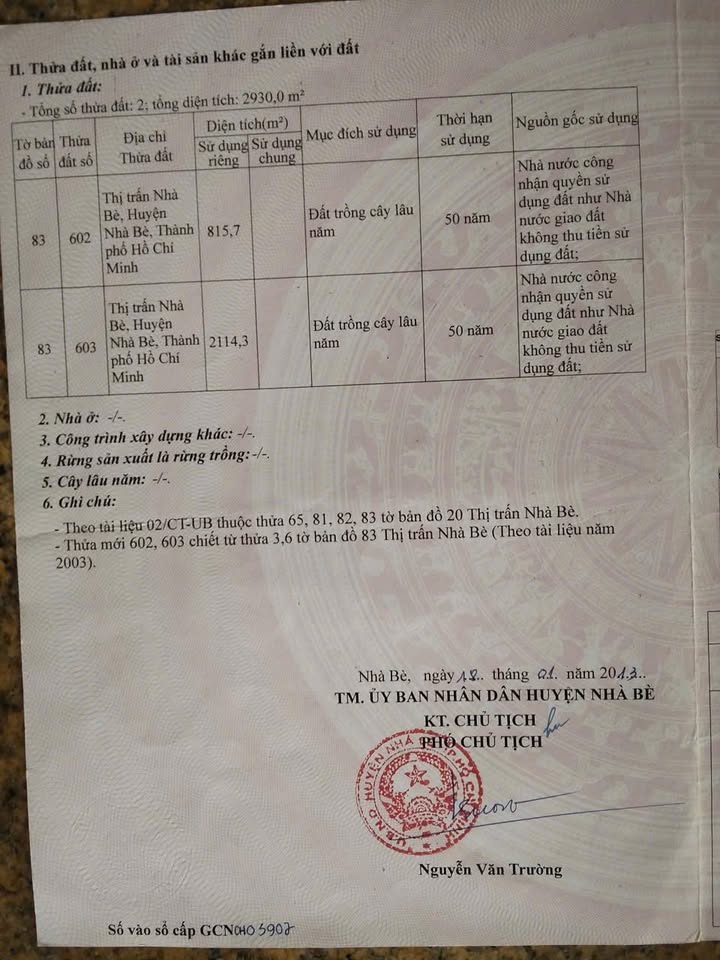 II. Thửa đất, nhà ở và tài sản khác gắn liền với đất
1. Thửa đất:
- Tổng số thửa đất: 2; tổng diện tích: 2930,0 m²
Tờ bản đồ số
Thửa đất số
Địa chỉ
Thửa đất
Diện tích(m²)
Sử dụng riêng
Sử dụng chung
Mục đích sử dụng
Thời hạn
sử dụng
Nguồn gốc sử dụng
83
602
Thị trấn Nhà
Bè, Huyện
Nhà Bè, Thành
phố Hồ Chí
Minh
815,7
Đất trồng cây lâu
năm
50 năm
Nhà nước công
nhận quyền sử
dụng đất như Nhà
nước giao đất
không thu tiền sử
dụng đất;
83
603
Thị trấn Nhà
Bè, Huyện
Nhà Bè, Thành
phố Hồ Chí
Minh
2114,3
Đất trồng cây lâu
năm
50 năm
Nhà nước công
nhận quyền sử
dụng đất như Nhà
nước giao đất
không thu tiền sử
dụng đất;
2. Nhà ở: -/-.
3. Công trình xây dựng khác: -/-.
4. Rừng sản xuất là rừng trồng:-/-.
5. Cây lâu năm: -/-.
6. Ghi chú:
- Theo tài liệu 02/CT-UB thuộc thửa 65, 81, 82, 83 tờ bản đồ 20 Thị trấn Nhà Bè.
- Thửa mới 602, 603 chiết từ thửa 3,6 tờ bản đồ 83 Thị trấn Nhà Bè (Theo tài liệu năm
2003).
Nhà Bè, ngày 18. tháng 01. năm 2013..
TM. ỦY BAN NHÂN DÂN HUYỆN NHÀ BÈ
KT. CHỦ TỊCH
PHÓ CHỦ TỊCH
U.B.N.D HUYỆN NHÀ
Nguyễn Văn Trường
Số vào sổ cấp GCN CH03902